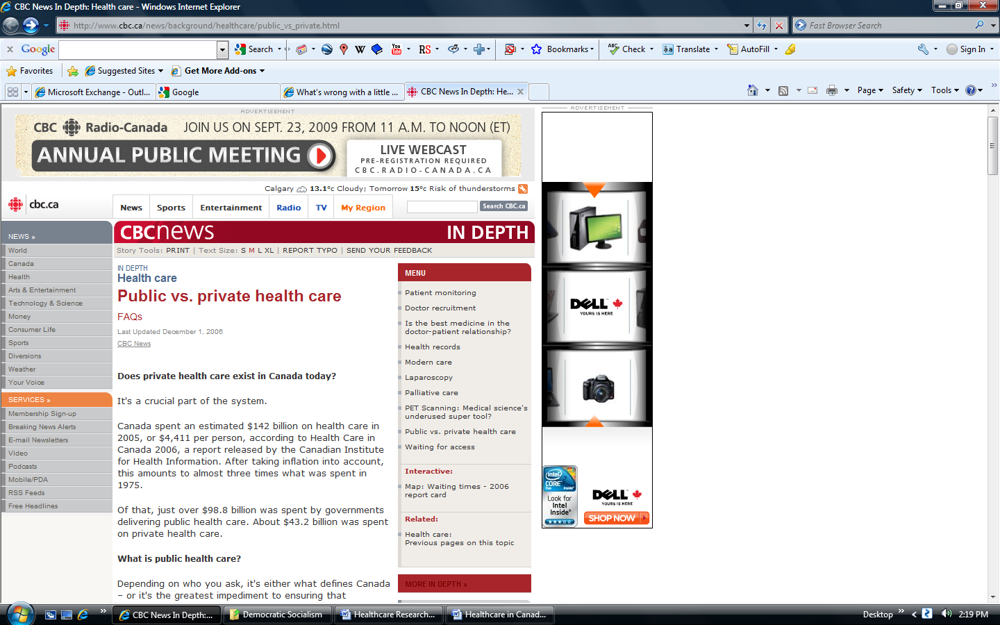 CBC News In Depth: Health care - Windows Internet Explorer
http://www.cbc.ca/news/background/healthcare/public_vs_private.html
Fast Browser Search
x Google Search Bookmarks Check Translate AutoFill Sign In
Favorites Suggested Sites Get More Add-ons
Microsoft Exchange - Outl... Google What's wrong with a little ... CBC News In Depth: He... Page Safety Tools
ADVERTISEMENT
ADVERTISEMENT
CBC Radio-Canada JOIN US ON SEPT. 23, 2009 FROM 11 A.M. TO NOON (ET)
ANNUAL PUBLIC MEETING
LIVE WEBCAST
PRE-REGISTRATION REQUIRED
CBC.RADIO-CANADA.CA
Calgary 13.1°c Cloudy; Tomorrow 15°c Risk of thunderstorms
cbc.ca
News Sports Entertainment Radio TV My Region Search CBC.ca
CBCnews IN DEPTH
Story Tools: PRINT | Text Size: S M L XL | REPORT TYPO | SEND YOUR FEEDBACK
NEWS »
World
Canada
Health
Arts & Entertainment
Technology & Science
Money
Consumer Life
Sports
Diversions
Weather
Your Voice
SERVICES »
Membership Sign-up
Breaking News Alerts
E-mail Newsletters
Video
Podcasts
Mobile/PDA
RSS Feeds
Free Headlines
IN DEPTH
Health care
Public vs. private health care
FAQs
Last Updated December 1, 2006
CBC News
Does private health care exist in Canada today?
It's a crucial part of the system.
Canada spent an estimated $142 billion on health care in
2005, or $4,411 per person, according to Health Care in
Canada 2006, a report released by the Canadian Institute
for Health Information. After taking inflation into account,
this amounts to almost three times what was spent in
1975.
Of that, just over $98.8 billion was spent by governments
delivering public health care. About $43.2 billion was spent
on private health care.
What is public health care?
Depending on who you ask, it's either what defines Canada
– or it's the greatest impediment to ensuring that
MENU
Patient monitoring
Doctor recruitment
Is the best medicine in the
doctor-patient relationship?
Health records
Modern care
Laparoscopy
Palliative care
PET Scanning: Medical science's
underused super tool?
Public vs. private health care
Waiting for access
Interactive:
Map: Waiting times - 2006
report card
Related:
Health care:
Previous pages on this topic
MORE IN DEPTH »
DELL
YOURS IS HERE
intel
CORE 2
Duo inside
Look for
Intel
Inside®
DELL
YOURS IS HERE
SHOP NOW
CBC News In Depth:... Democratic Socialism Healthcare Research... Healthcare in Canad... Desktop 2:19 PM